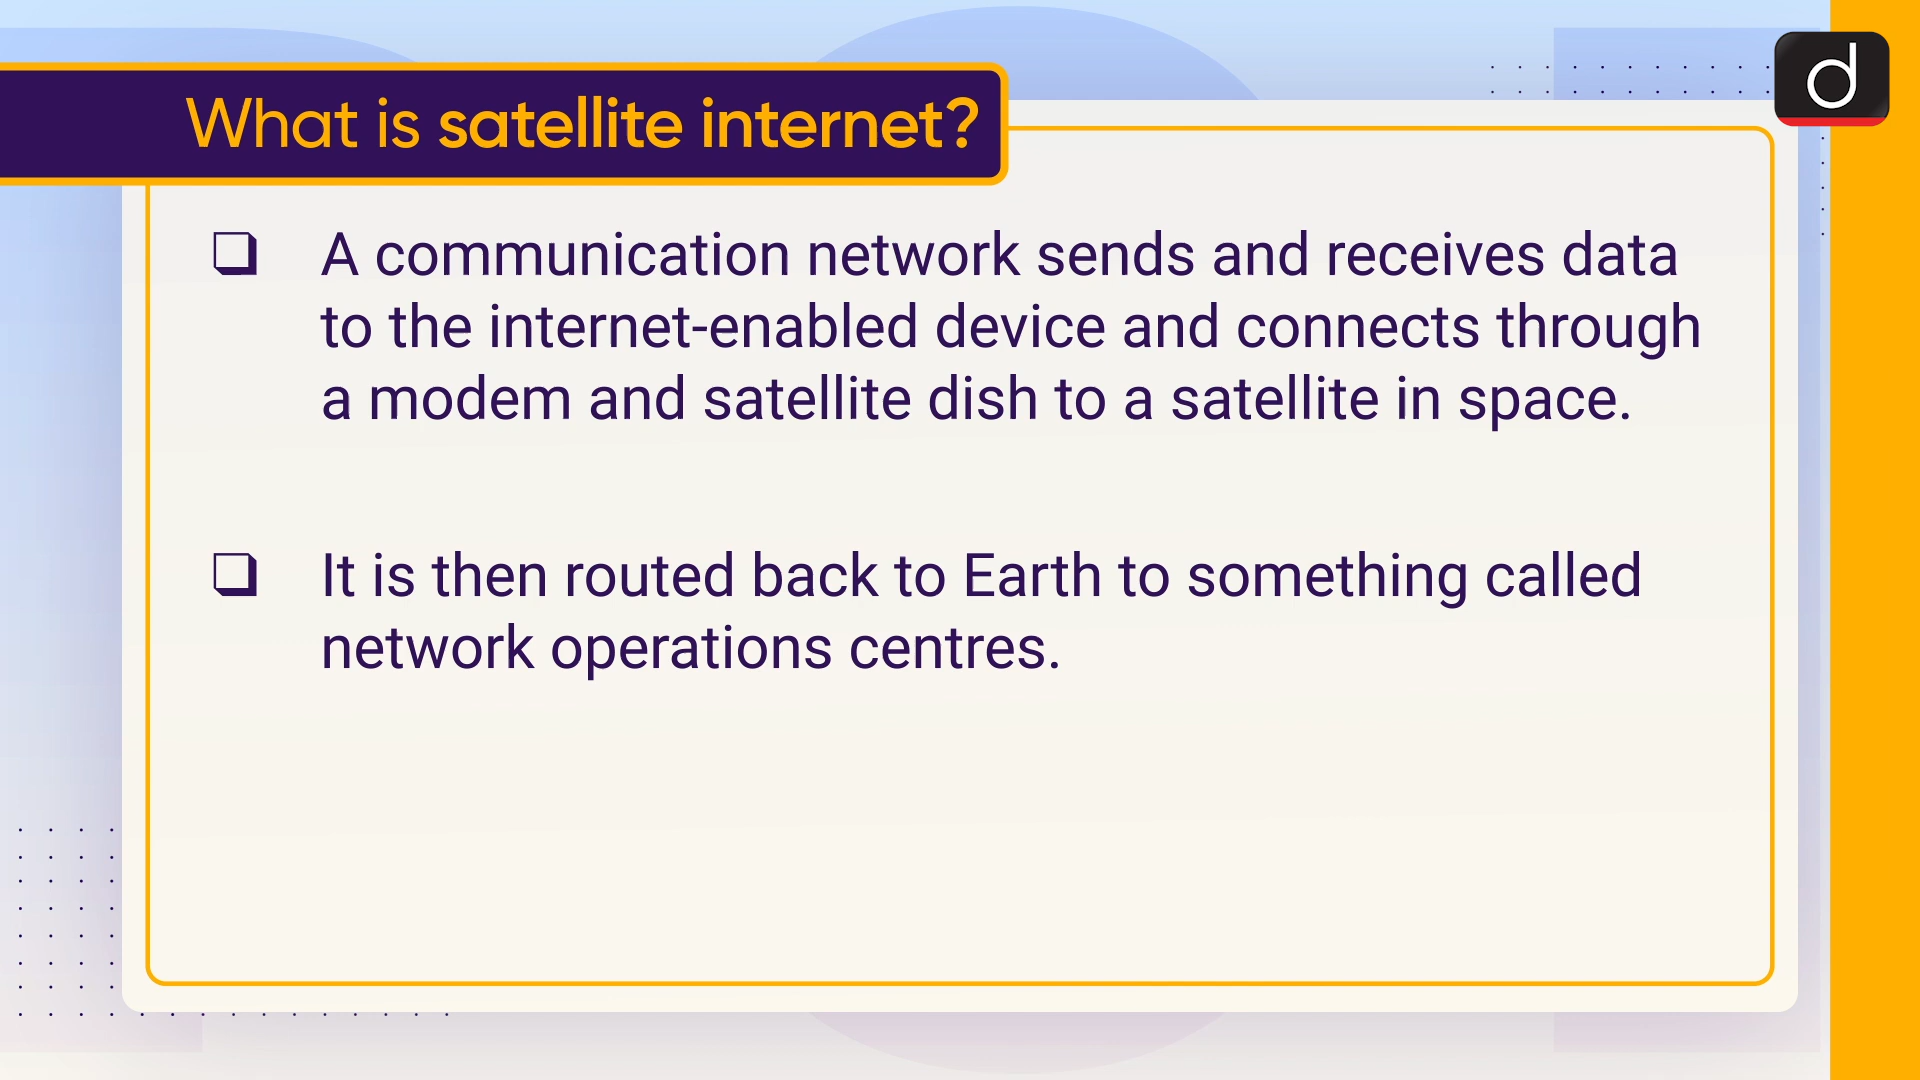 What is satellite internet?
❑ A communication network sends and receives data
to the internet-enabled device and connects through
a modem and satellite dish to a satellite in space.
❑ It is then routed back to Earth to something called
network operations centres.
d